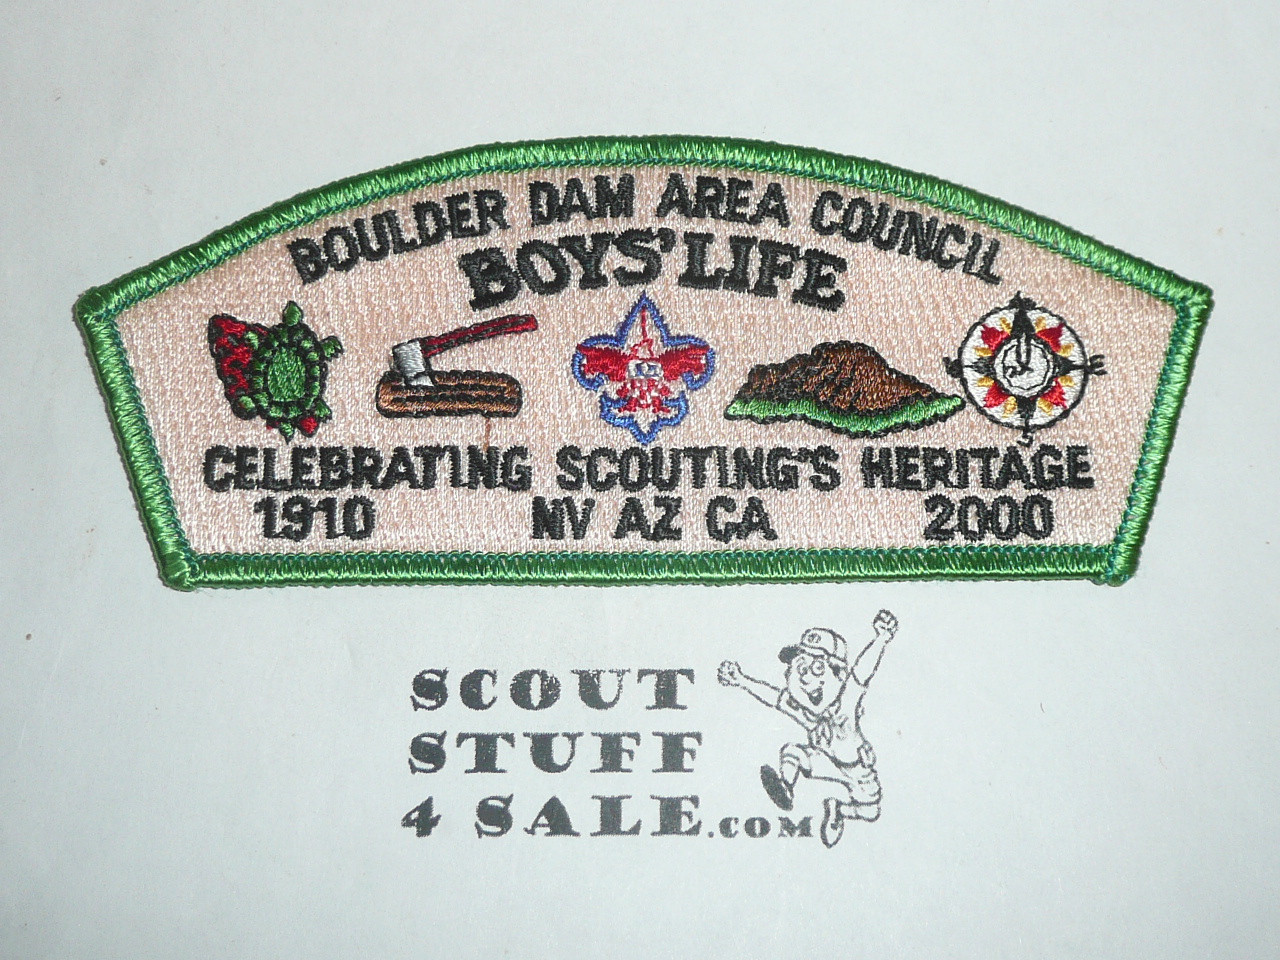 BOULDER DAM AREA COUNCIL
BOYS' LIFE
CELEBRATING SCOUTING'S HERITAGE
1910 NV AZ CA 2000
SCOUT
STUFF
4 SALE.COM